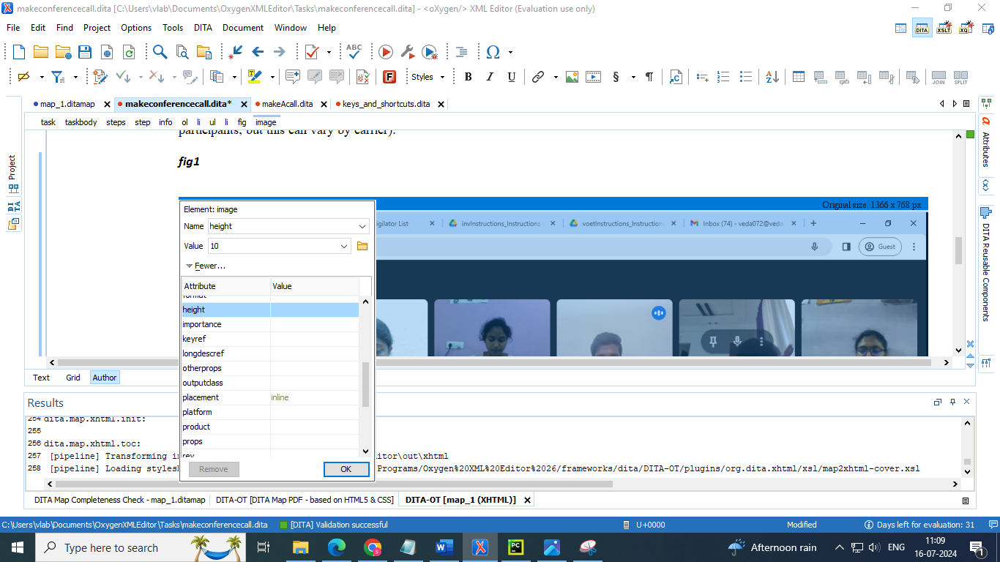 makeconferencecall.dita [C:\Users\vlab\Documents\OxygenXMLEditor\Tasks\makeconferencecall.dita] - <oXygen/> XML Editor (Evaluation use only)
File Edit Find Project Options Tools DITA Document Window Help
DITA XSLT XQ
ABC
Styles B I U § ¶ JOIN SPLIT
map_1.ditamap makeconferencecall.dita* makeAcall.dita keys_and_shortcuts.dita
task taskbody steps step info ol li ul li fig image
participants, but this can vary by carrier).
fig1
Original size: 1366 x 768 px
vigilator List invInstructions_Instructions voetInstructions_Instructions Inbox (74) - veda072@veda
Guest
Element: image
Name height
Value 10
Fewer...
Attribute Value
format
height
importance
keyref
longdescref
otherprops
outputclass
placement inline
platform
product
props
rev
Remove OK
Project
DITA
Attributes
DITA Reusable Components
Text Grid Author
Results
254 dita.map.xhtml.init:
255
256 dita.map.xhtml.toc:
257 [pipeline] Transforming in ditor\out\xhtml
258 [pipeline] Loading styles Programs/Oxygen%20XML%20Editor%2026/frameworks/dita/DITA-OT/plugins/org.dita.xhtml/xsl/map2xhtml-cover.xsl
DITA Map Completeness Check - map_1.ditamap DITA-OT [DITA Map PDF - based on HTML5 & CSS] DITA-OT [map_1 (XHTML)]
C:\Users\vlab\Documents\OxygenXMLEditor\Tasks\makeconferencecall.dita [DITA] Validation successful U+0000 Modified Days left for evaluation: 31
Type here to search Afternoon rain ENG 11:09
16-07-2024 1